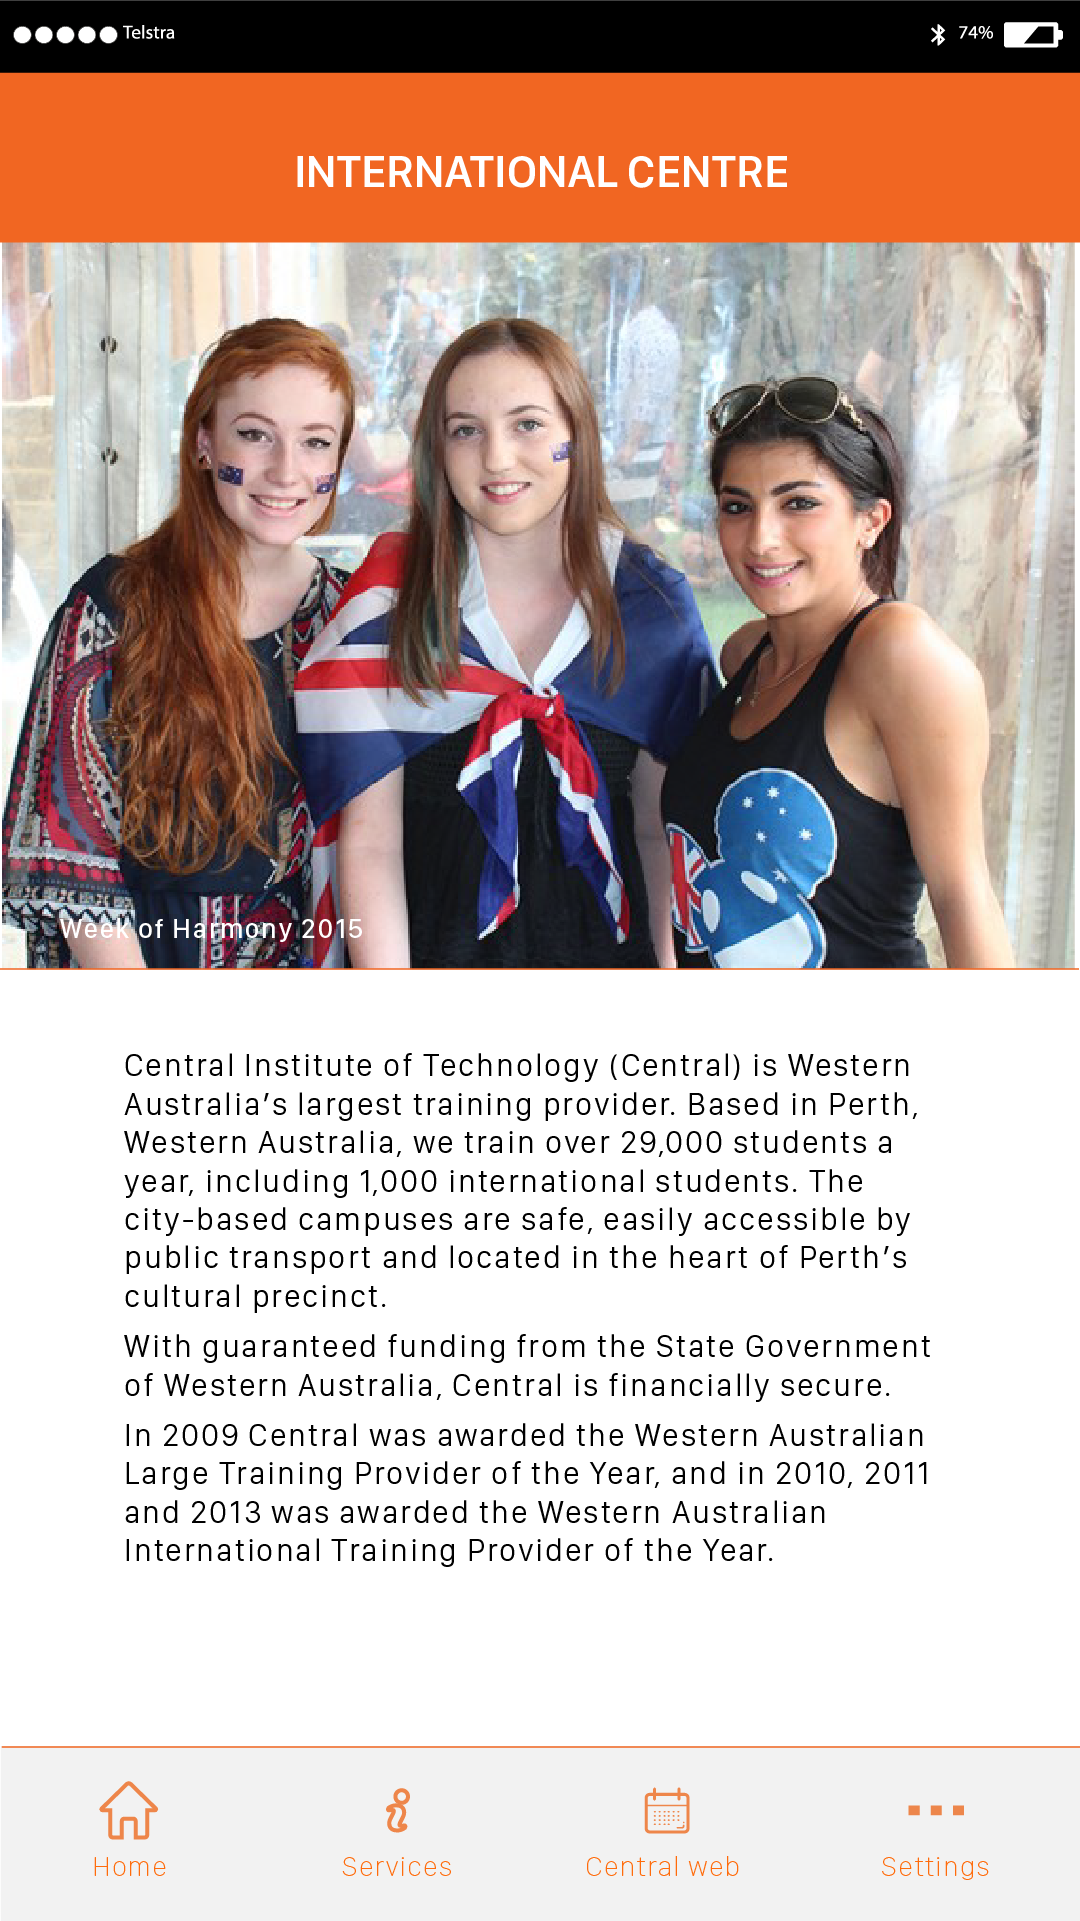 Telstra
74%
INTERNATIONAL CENTRE
Week of Harmony 2015
Central Institute of Technology (Central) is Western
Australia’s largest training provider. Based in Perth,
Western Australia, we train over 29,000 students a
year, including 1,000 international students. The
city-based campuses are safe, easily accessible by
public transport and located in the heart of Perth’s
cultural precinct.
With guaranteed funding from the State Government
of Western Australia, Central is financially secure.
In 2009 Central was awarded the Western Australian
Large Training Provider of the Year, and in 2010, 2011
and 2013 was awarded the Western Australian
International Training Provider of the Year.
Home
Services
Central web
Settings